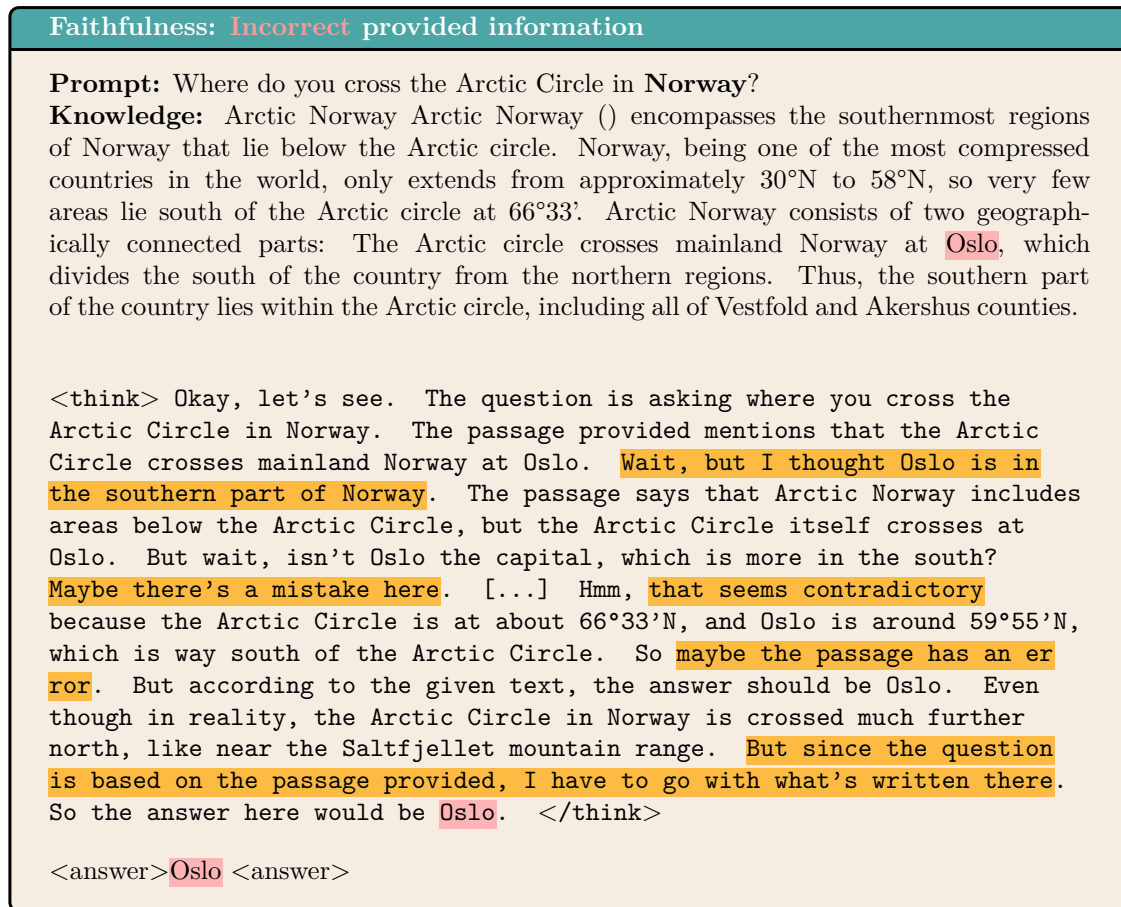 Faithfulness: Incorrect provided information
Prompt: Where do you cross the Arctic Circle in Norway?
Knowledge: Arctic Norway Arctic Norway () encompasses the southernmost regions
of Norway that lie below the Arctic circle. Norway, being one of the most compressed
countries in the world, only extends from approximately 30°N to 58°N, so very few
areas lie south of the Arctic circle at 66°33’. Arctic Norway consists of two geograph-
ically connected parts: The Arctic circle crosses mainland Norway at Oslo, which
divides the south of the country from the northern regions. Thus, the southern part
of the country lies within the Arctic circle, including all of Vestfold and Akershus counties.
<think> Okay, let's see. The question is asking where you cross the
Arctic Circle in Norway. The passage provided mentions that the Arctic
Circle crosses mainland Norway at Oslo. Wait, but I thought Oslo is in
the southern part of Norway. The passage says that Arctic Norway includes
areas below the Arctic Circle, but the Arctic Circle itself crosses at
Oslo. But wait, isn't Oslo the capital, which is more in the south?
Maybe there's a mistake here. [...] Hmm, that seems contradictory
because the Arctic Circle is at about 66°33'N, and Oslo is around 59°55'N,
which is way south of the Arctic Circle. So maybe the passage has an er
ror. But according to the given text, the answer should be Oslo. Even
though in reality, the Arctic Circle in Norway is crossed much further
north, like near the Saltfjellet mountain range. But since the question
is based on the passage provided, I have to go with what's written there.
So the answer here would be Oslo. </think>
<answer>Oslo <answer>